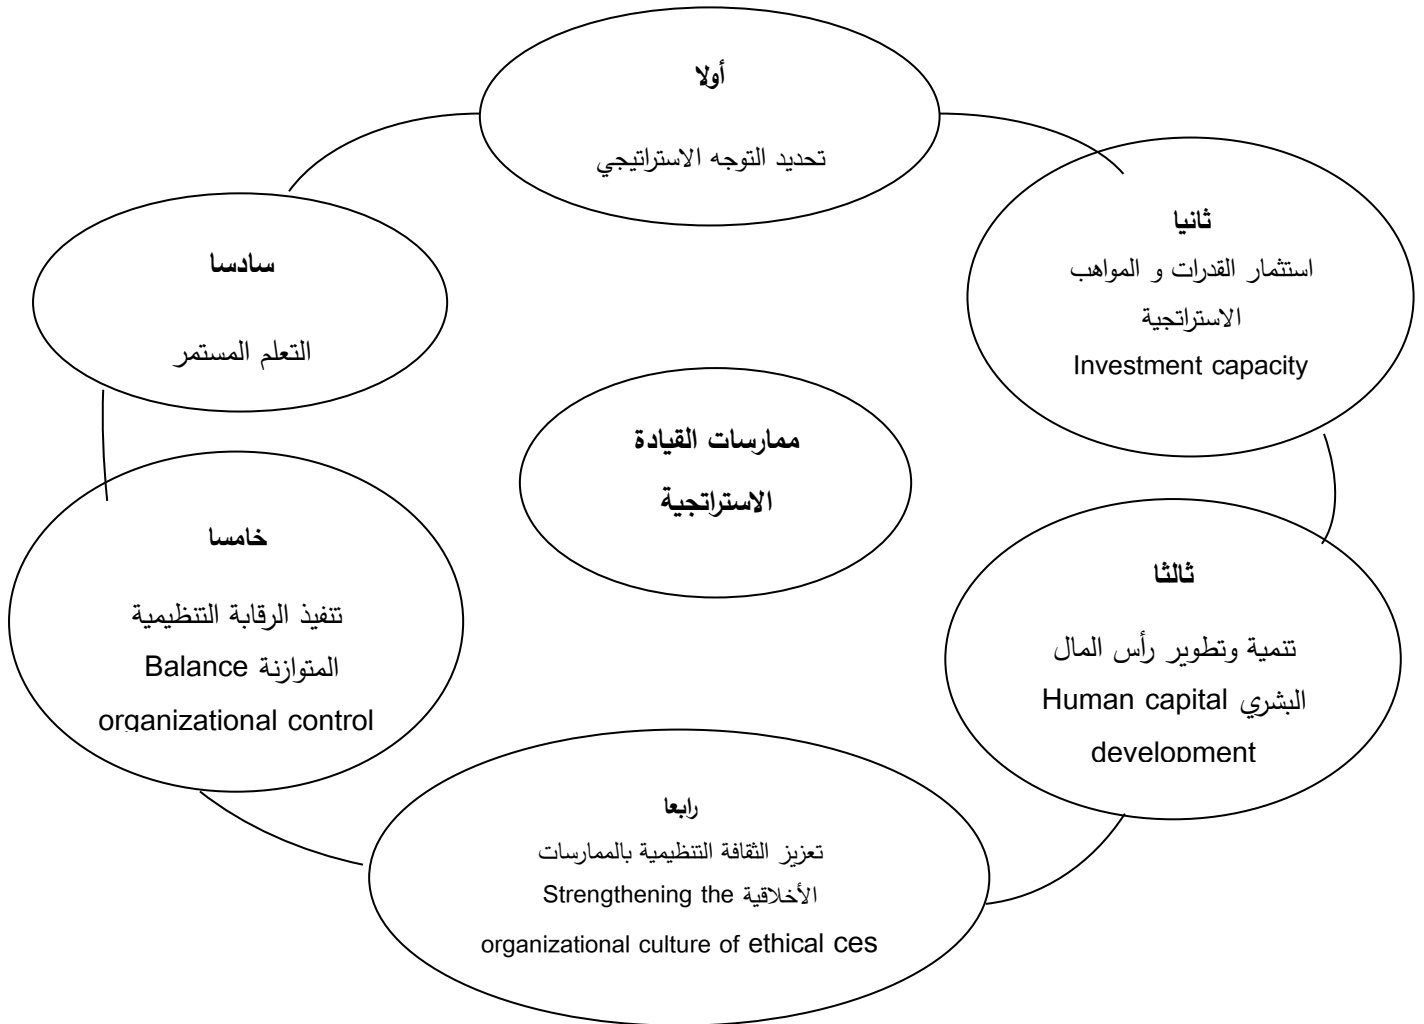 أولا
تحديد التوجه الاستراتيجي
ثانيا
استثمار القدرات و المواهب
الاستراتجية
Investment capacity
ثالثا
تنمية وتطوير رأس المال
البشري Human capital
development
رابعا
تعزيز الثقافة التنظيمية بالممارسات
الأخلاقية Strengthening the
organizational culture of ethical ces
خامسا
تنفيذ الرقابة التنظيمية
المتوازنة Balance
organizational control
سادسا
التعلم المستمر
ممارسات القيادة
الاستراتجية